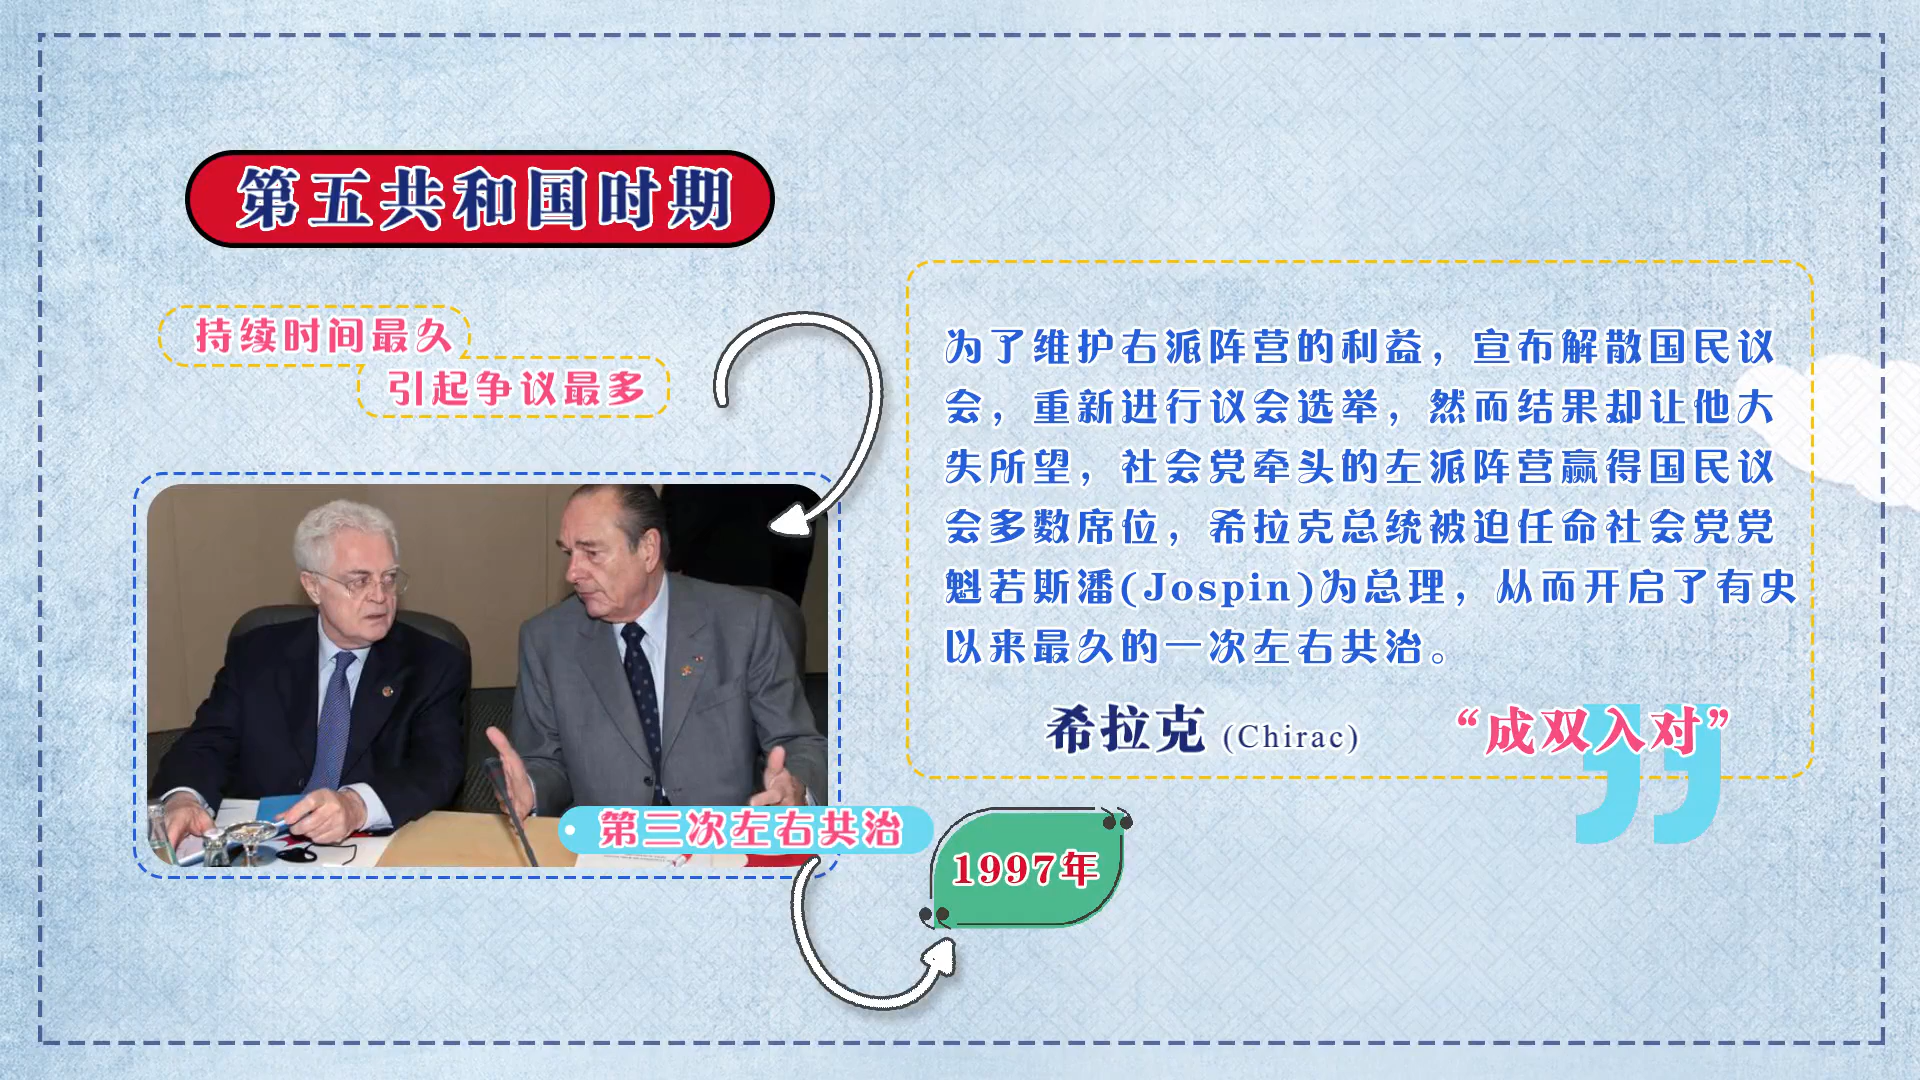 第五共和国时期
持续时间最久
引起争议最多
为了维护右派阵营的利益，宣布解散国民议
会，重新进行议会选举，然而结果却让他大
失所望，社会党牵头的左派阵营赢得国民议
会多数席位，希拉克总统被迫任命社会党党
魁若斯潘(Jospin)为总理，从而开启了有史
以来最久的一次左右共治。
希拉克 (Chirac)
“成双入对”
第三次左右共治
1997年